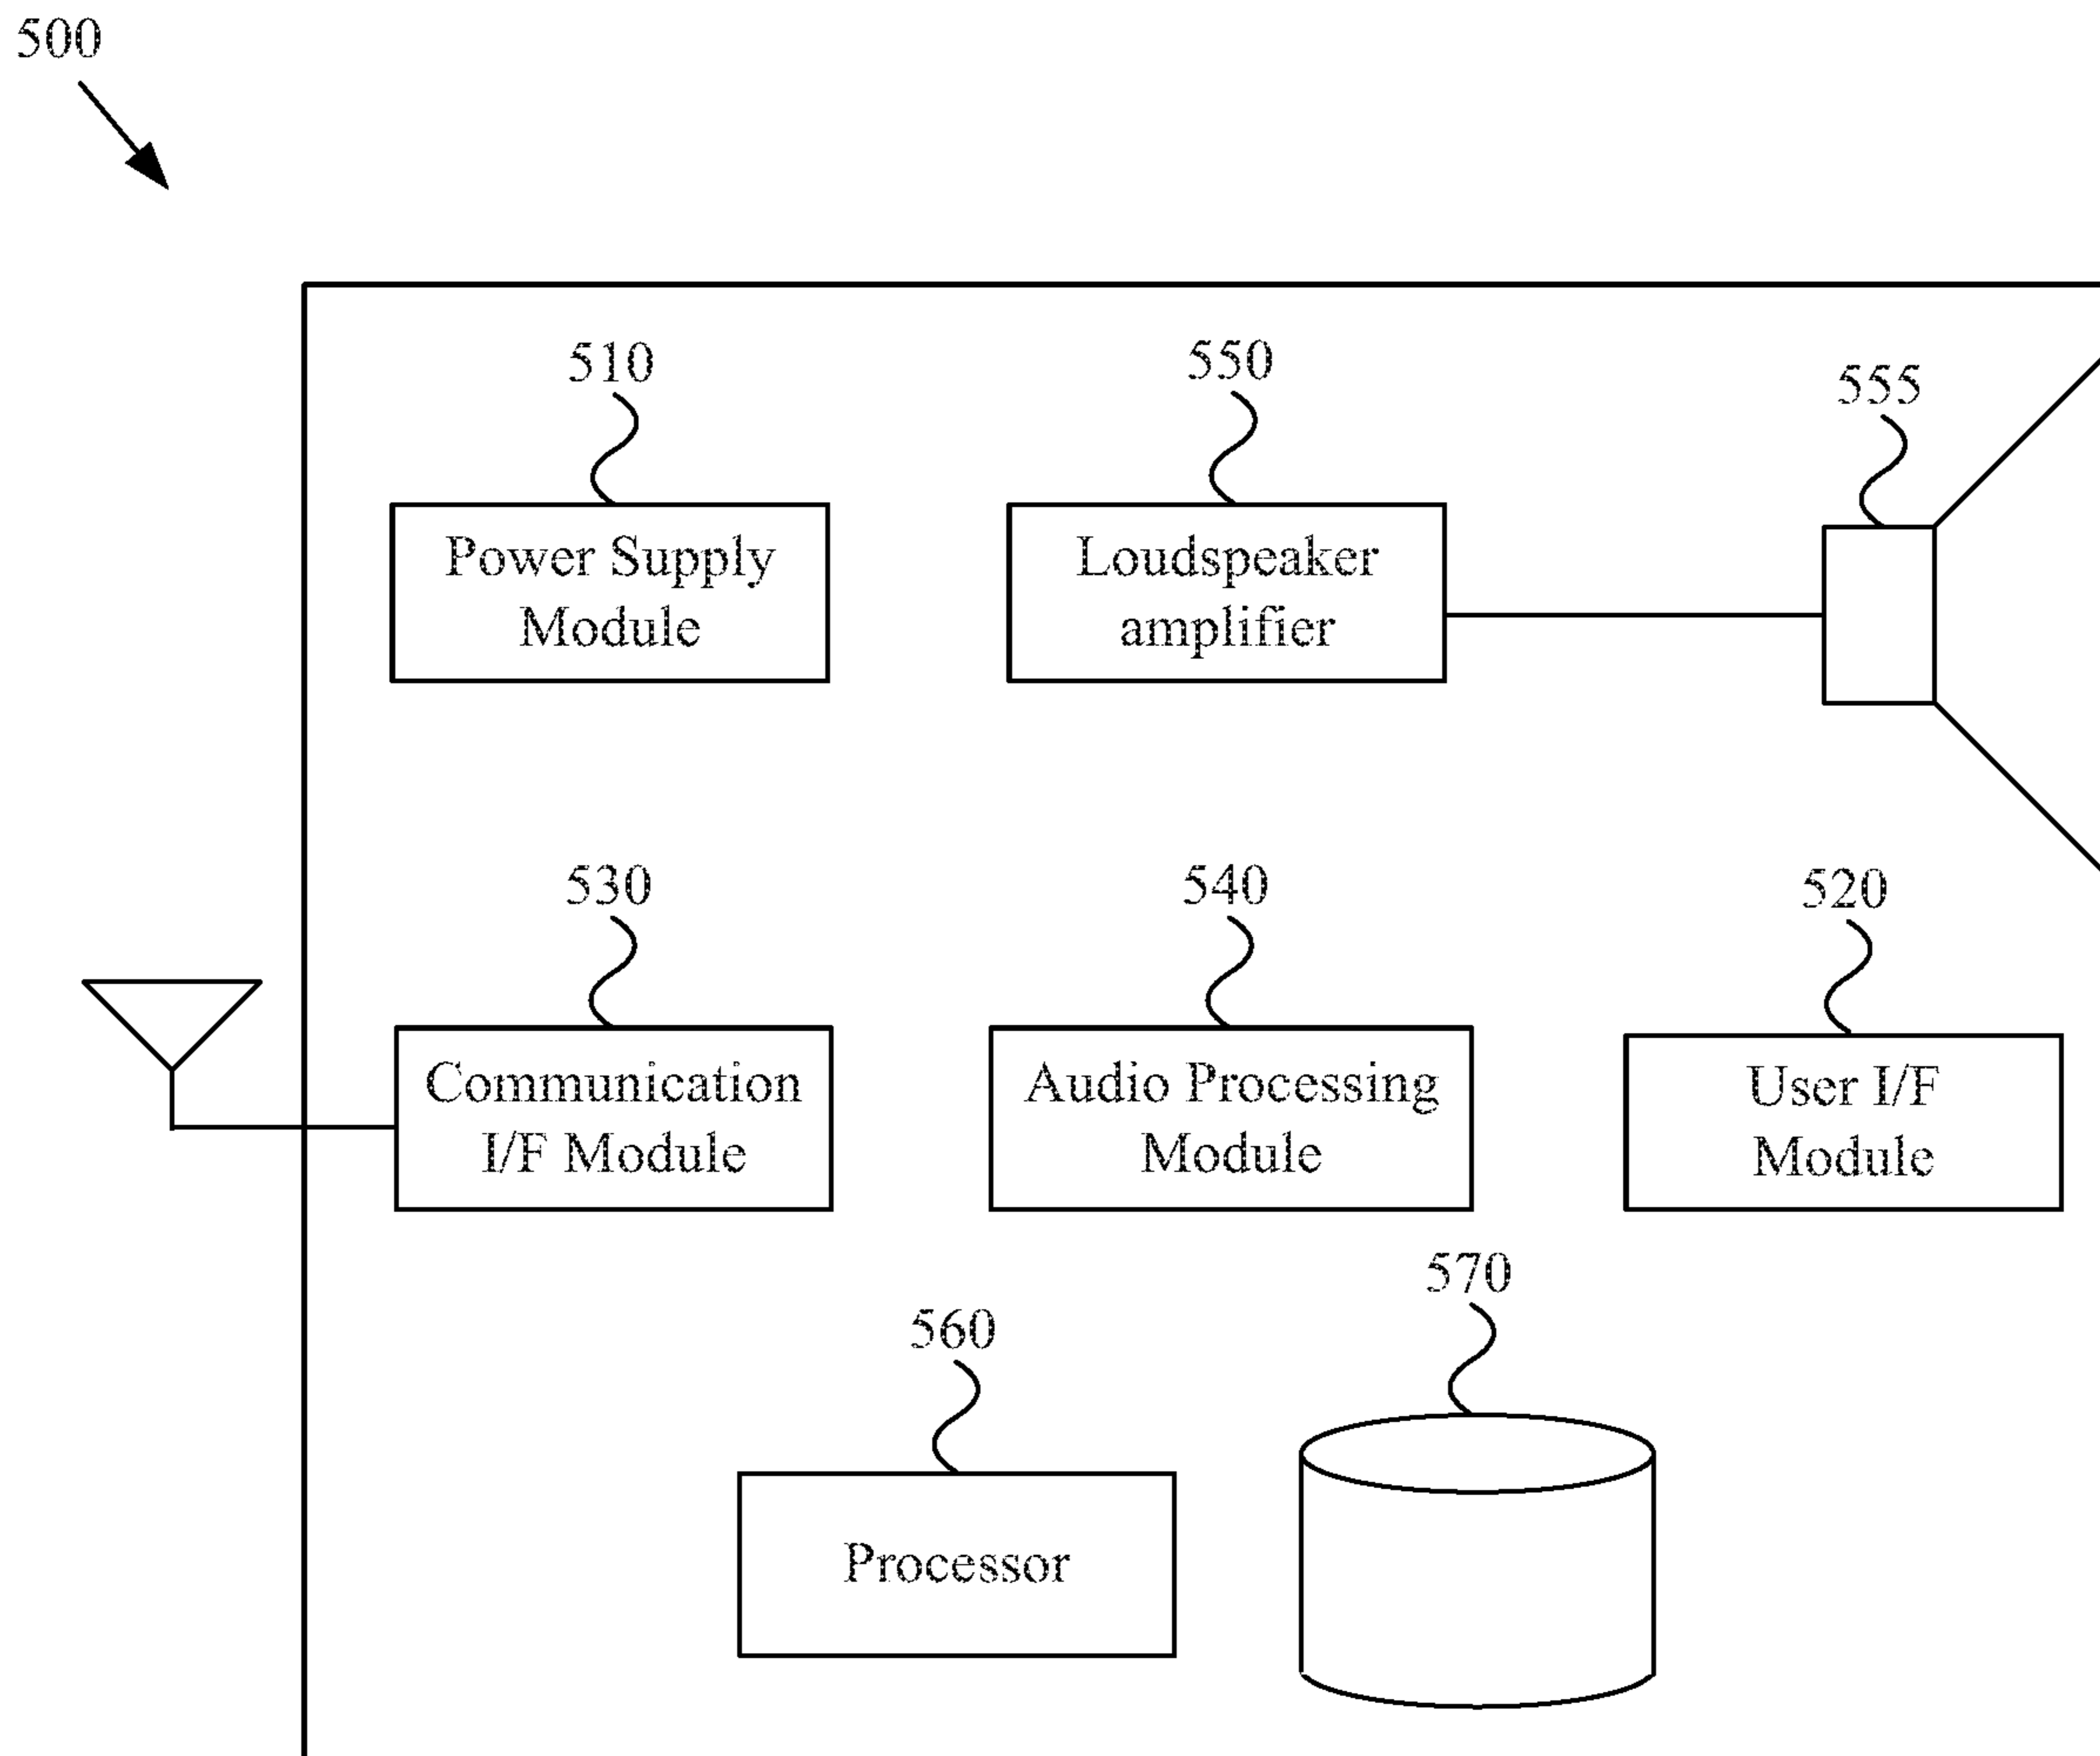 500
510
550
555
Power Supply
Module
Loudspeaker
amplifier
530
540
520
Communication
I/F Module
Audio Processing
Module
User I/F
Module
570
560
Processor